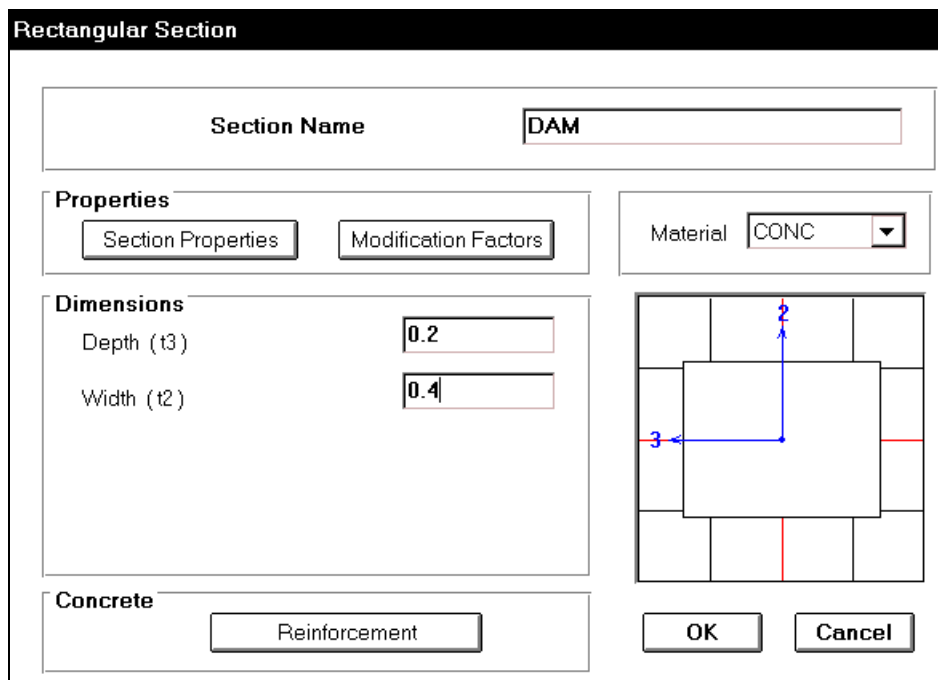 Rectangular Section
Section Name DAM
Properties
Section Properties Modification Factors
Material CONC
Dimensions
Depth (t3) 0.2
Width (t2) 0.4
2
3
Concrete
Reinforcement
OK Cancel